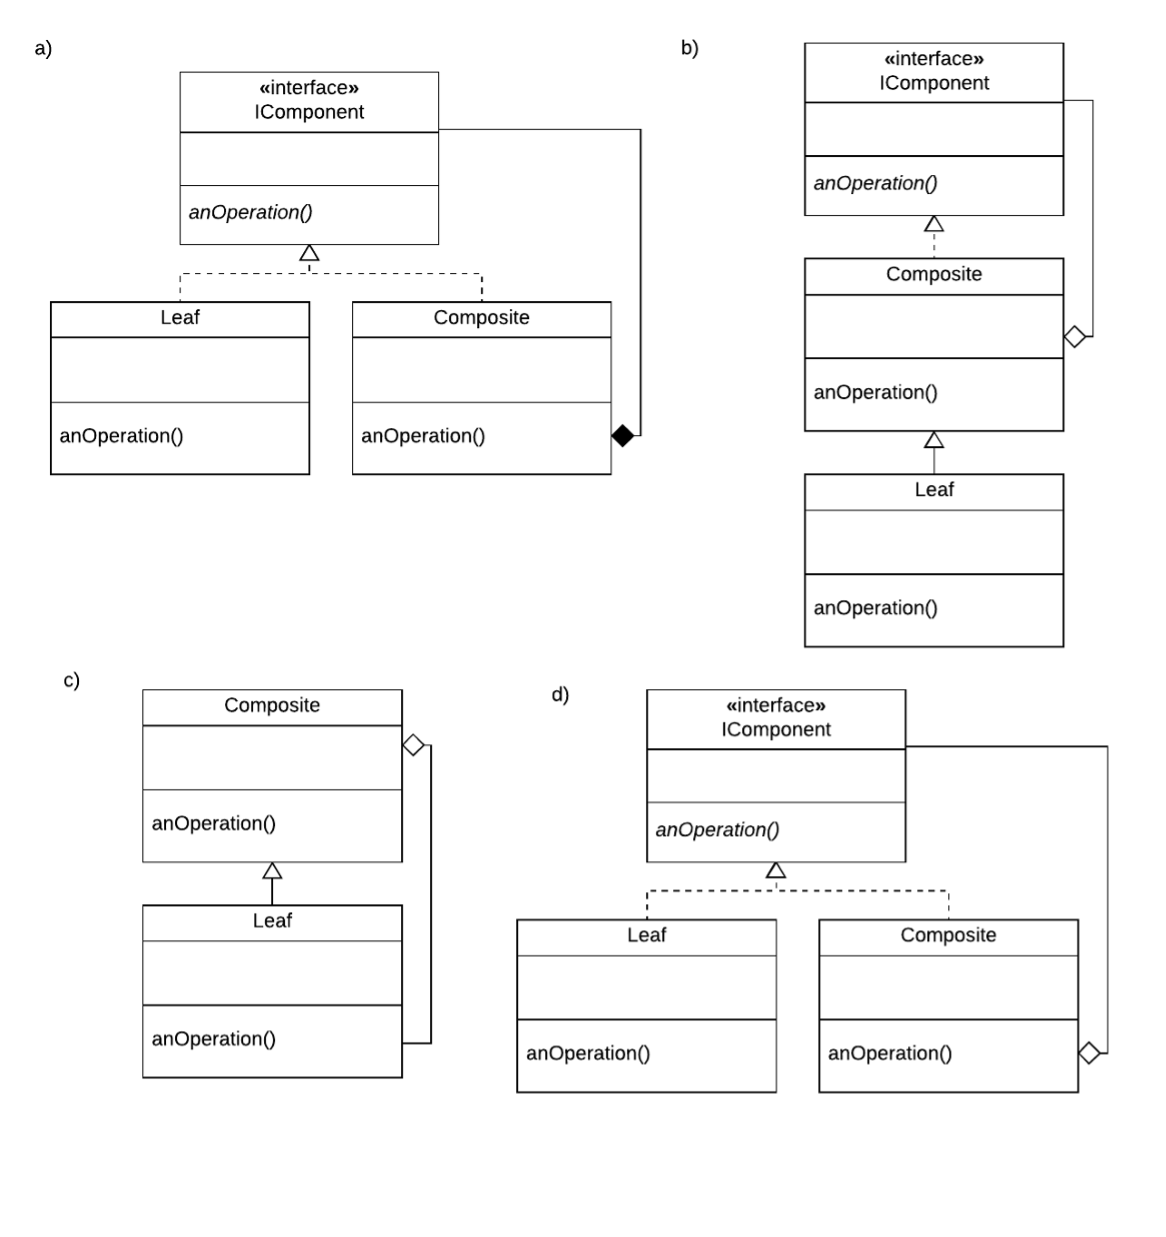 a)
«interface»
IComponent
anOperation()
Leaf
anOperation()
Composite
anOperation()
b)
«interface»
IComponent
anOperation()
Composite
anOperation()
Leaf
anOperation()
c)
Composite
anOperation()
Leaf
anOperation()
d)
«interface»
IComponent
anOperation()
Leaf
anOperation()
Composite
anOperation()